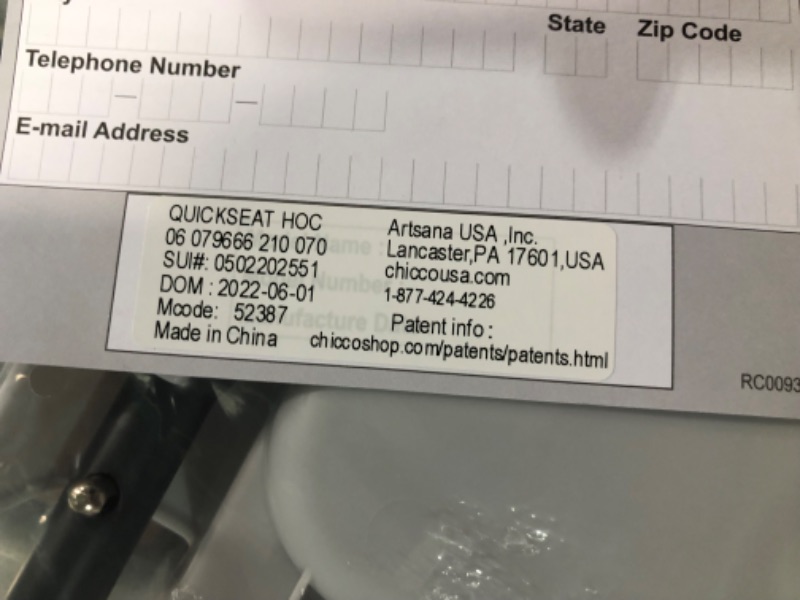 State Zip Code
Telephone Number
E-mail Address
QUICKSEAT HOC
06 079666 210 070
SUI#: 0502202551
DOM : 2022-06-01
Mcode: 52387
Made in China
Artsana USA ,Inc.
Lancaster,PA 17601,USA
chiccousa.com
1-877-424-4226
Patent info :
chiccoshop.com/patents/patents.html
RC0093